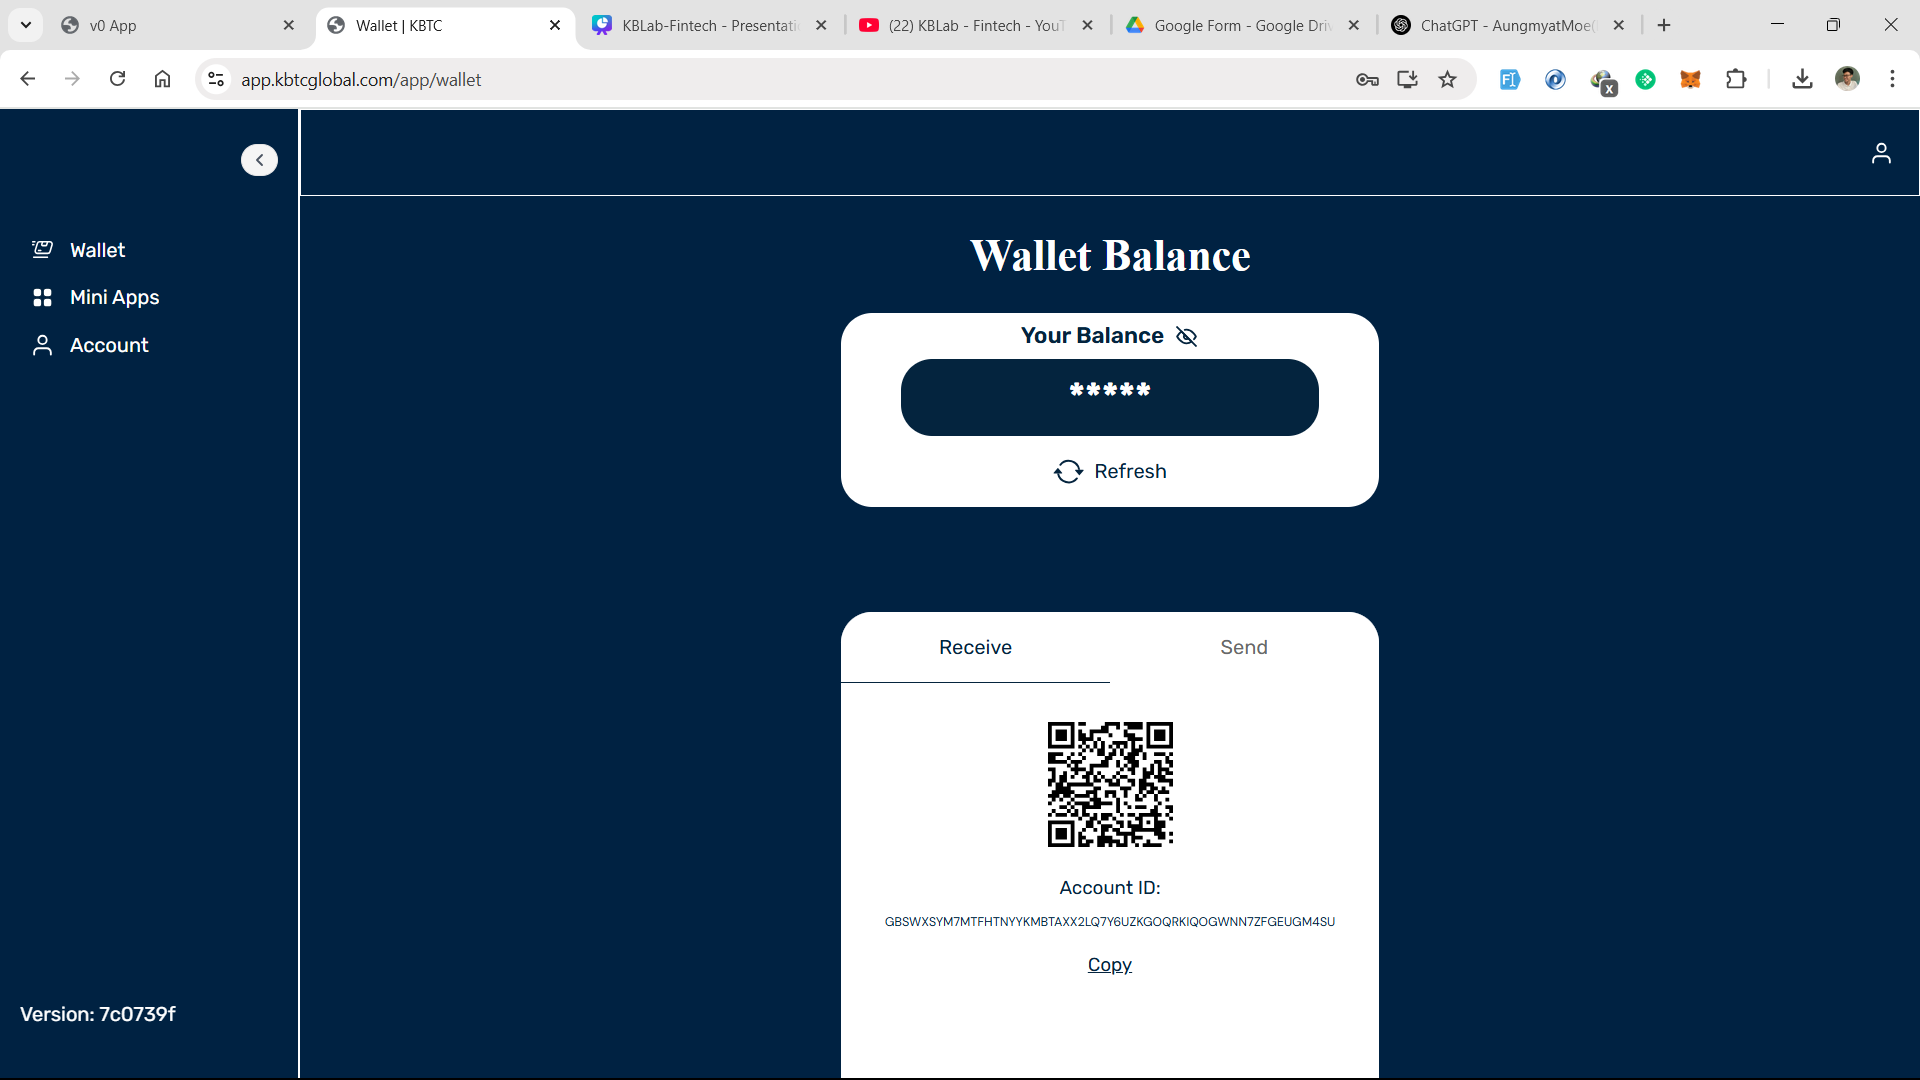 v0 App
Wallet | KBTC
KBLab-Fintech - Presentati
(22) KBLab - Fintech - YouT
Google Form - Google Driv
ChatGPT - AungmyatMoe(
app.kbtcglobal.com/app/wallet
x
Wallet
Mini Apps
Account
Wallet Balance
Your Balance
*****
Refresh
Receive
Send
Account ID:
GBSWXSYM7MTFHTNYYKMBTAXX2LQ7Y6UZKGOQRKIQOGWNN7ZFGEUGM4SU
Copy
Version: 7c0739f